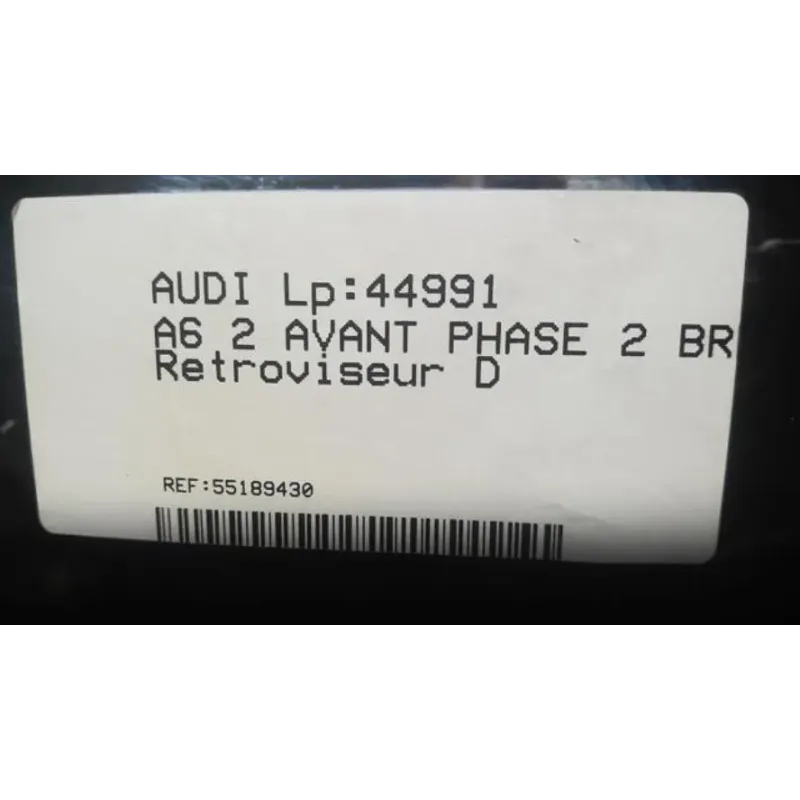 AUDI Lp:44991
A6 2 AVANT PHASE 2 BR
Retroviseur D
REF:55189430